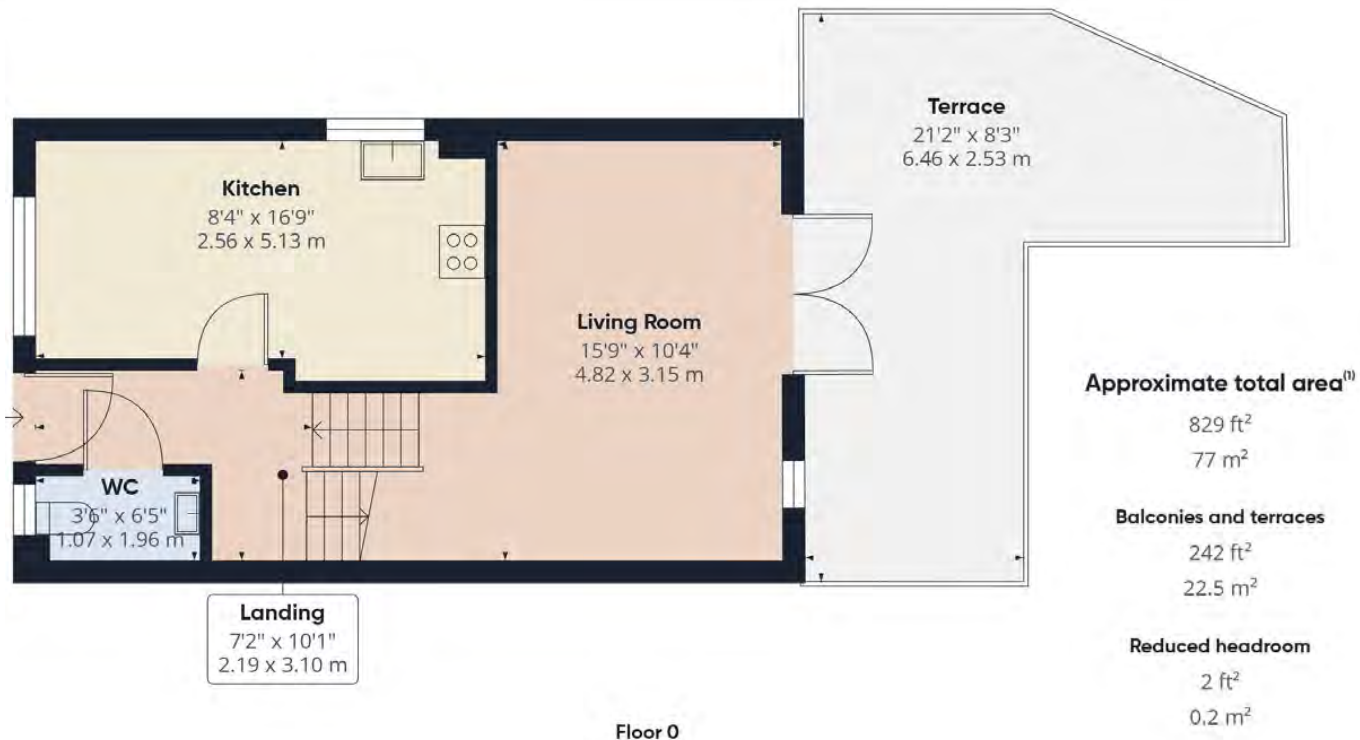 Terrace
21'2" x 8'3"
6.46 x 2.53 m
Kitchen
8'4" x 16'9"
2.56 x 5.13 m
Living Room
15'9" x 10'4"
4.82 x 3.15 m
WC
3'6" x 6'5"
1.07 x 1.96 m
Landing
7'2" x 10'1"
2.19 x 3.10 m
Approximate total area(1)
829 ft²
77 m²
Balconies and terraces
242 ft²
22.5 m²
Reduced headroom
2 ft²
0.2 m²
Floor 0